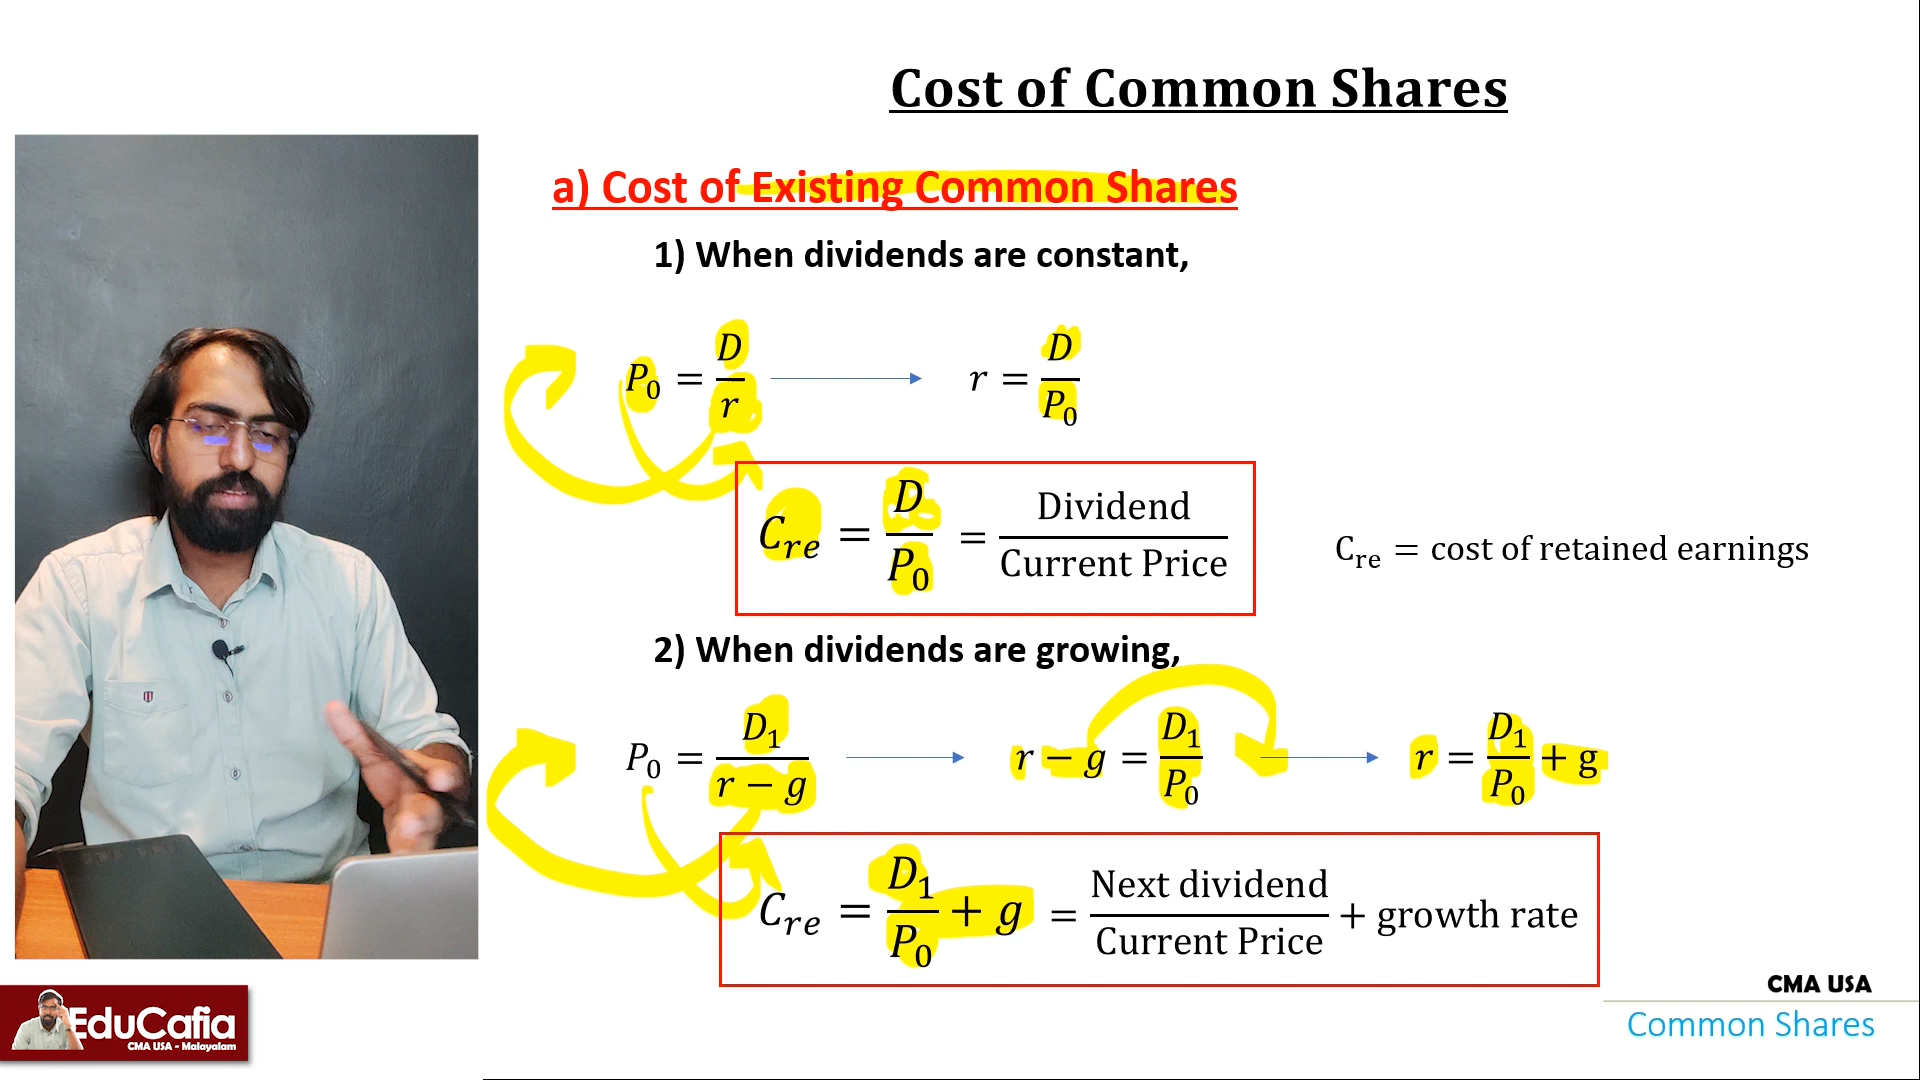 Cost of Common Shares
a) Cost of Existing Common Shares
1) When dividends are constant,
P₀ = D/r
r = D/P₀
C_re = D/P₀ = Dividend/Current Price
C_re = cost of retained earnings
2) When dividends are growing,
P₀ = D₁/(r − g)
r − g = D₁/P₀
r = D₁/P₀ + g
C_re = D₁/P₀ + g = Next dividend/Current Price + growth rate
EduCafia
CMA USA - Malayalam
CMA USA
Common Shares